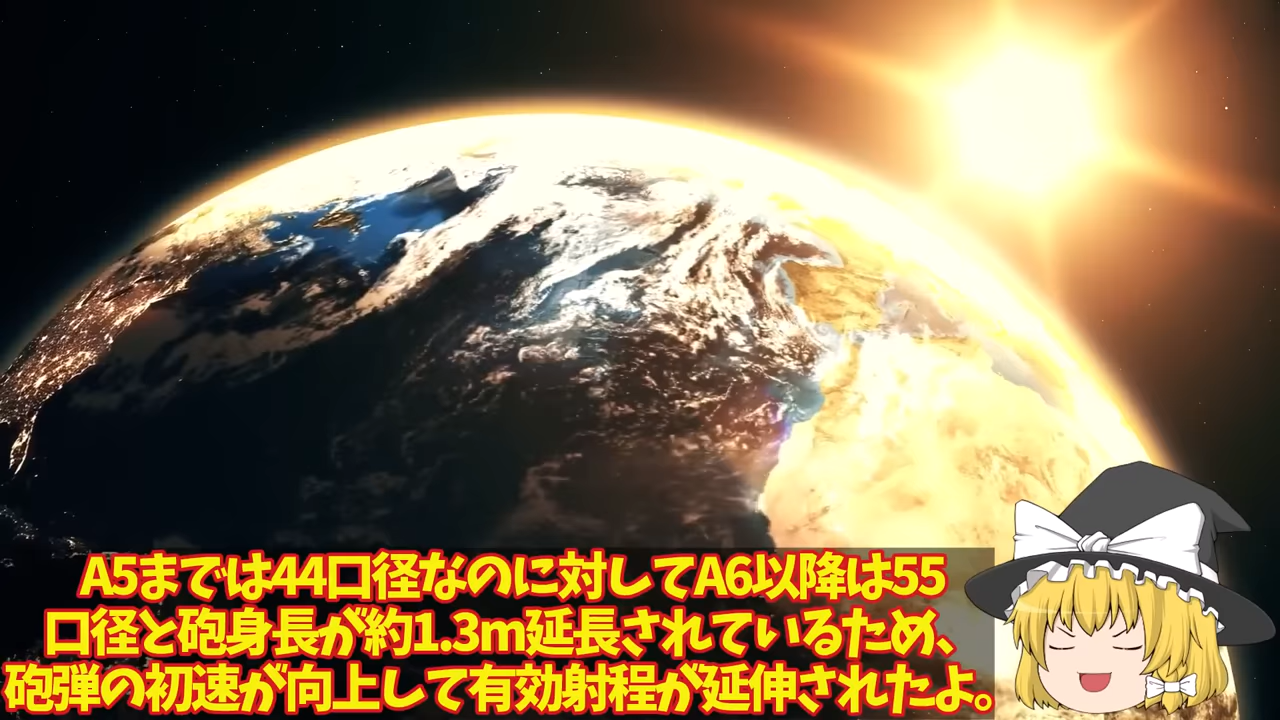 A5までは44口径なのに対してA6以降は55
口径と砲身長が約1.3m延長されているため、
砲弾の初速が向上して有効射程が延伸されたよ。